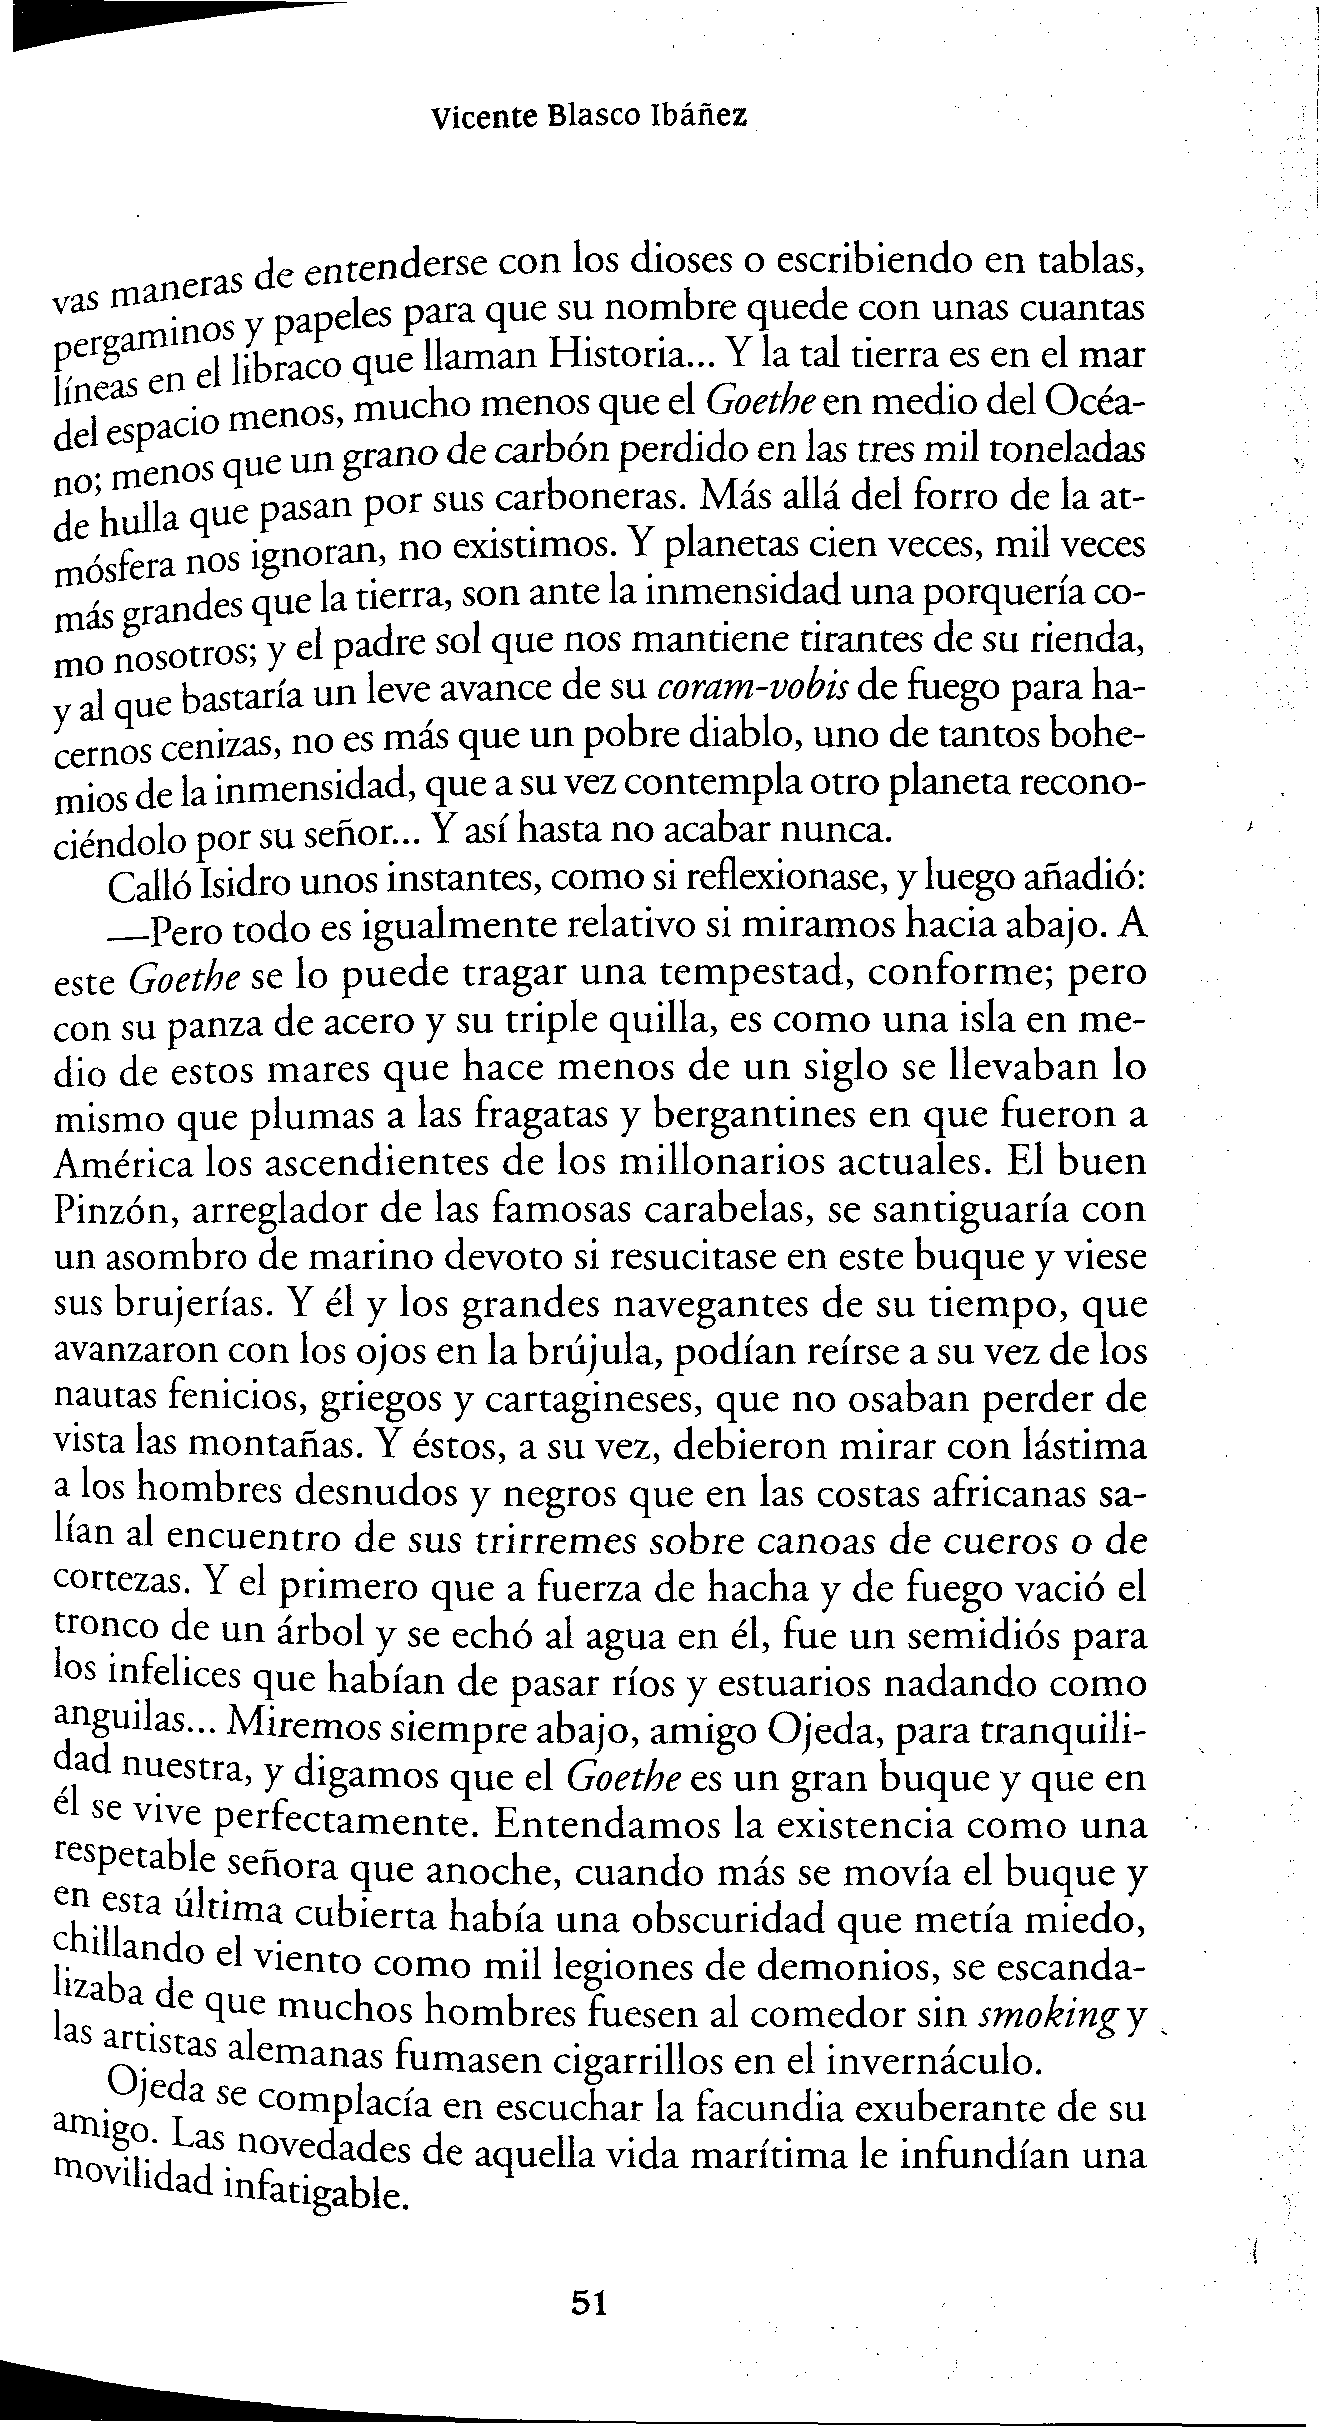 Vicente Blasco Ibáñez
vas maneras de entenderse con los dioses o escribiendo en tablas,
pergaminos y papeles para que su nombre quede con unas cuantas
líneas en el libraco que llaman Historia... Y la tal tierra es en el mar
del espacio menos, mucho menos que el Goethe en medio del Océa-
no; menos que un grano de carbón perdido en las tres mil toneladas
de hulla que pasan por sus carboneras. Más allá del forro de la at-
mósfera nos ignoran, no existimos. Y planetas cien veces, mil veces
más grandes que la tierra, son ante la inmensidad una porquería co-
mo nosotros; y el padre sol que nos mantiene tirantes de su rienda,
y al que bastaría un leve avance de su coram-vobis de fuego para ha-
cernos cenizas, no es más que un pobre diablo, uno de tantos bohe-
mios de la inmensidad, que a su vez contempla otro planeta recono-
ciéndolo por su señor... Y así hasta no acabar nunca.
Calló Isidro unos instantes, como si reflexionase, y luego añadió:
—Pero todo es igualmente relativo si miramos hacia abajo. A
este Goethe se lo puede tragar una tempestad, conforme; pero
con su panza de acero y su triple quilla, es como una isla en me-
dio de estos mares que hace menos de un siglo se llevaban lo
mismo que plumas a las fragatas y bergantines en que fueron a
América los ascendientes de los millonarios actuales. El buen
Pinzón, arreglador de las famosas carabelas, se santiguaría con
un asombro de marino devoto si resucitase en este buque y viese
sus brujerías. Y él y los grandes navegantes de su tiempo, que
avanzaron con los ojos en la brújula, podían reírse a su vez de los
nautas fenicios, griegos y cartagineses, que no osaban perder de
vista las montañas. Y éstos, a su vez, debieron mirar con lástima
a los hombres desnudos y negros que en las costas africanas sa-
lían al encuentro de sus trirremes sobre canoas de cueros o de
cortezas. Y el primero que a fuerza de hacha y de fuego vació el
tronco de un árbol y se echó al agua en él, fue un semidiós para
los infelices que habían de pasar ríos y estuarios nadando como
anguilas... Miremos siempre abajo, amigo Ojeda, para tranquili-
dad nuestra, y digamos que el Goethe es un gran buque y que en
él se vive perfectamente. Entendamos la existencia como una
respetable señora que anoche, cuando más se movía el buque y
en esta última cubierta había una obscuridad que metía miedo,
chillando el viento como mil legiones de demonios, se escanda-
lizaba de que muchos hombres fuesen al comedor sin smoking y
las artistas alemanas fumasen cigarrillos en el invernáculo.
Ojeda se complacía en escuchar la facundia exuberante de su
amigo. Las novedades de aquella vida marítima le infundían una
movilidad infatigable.
51